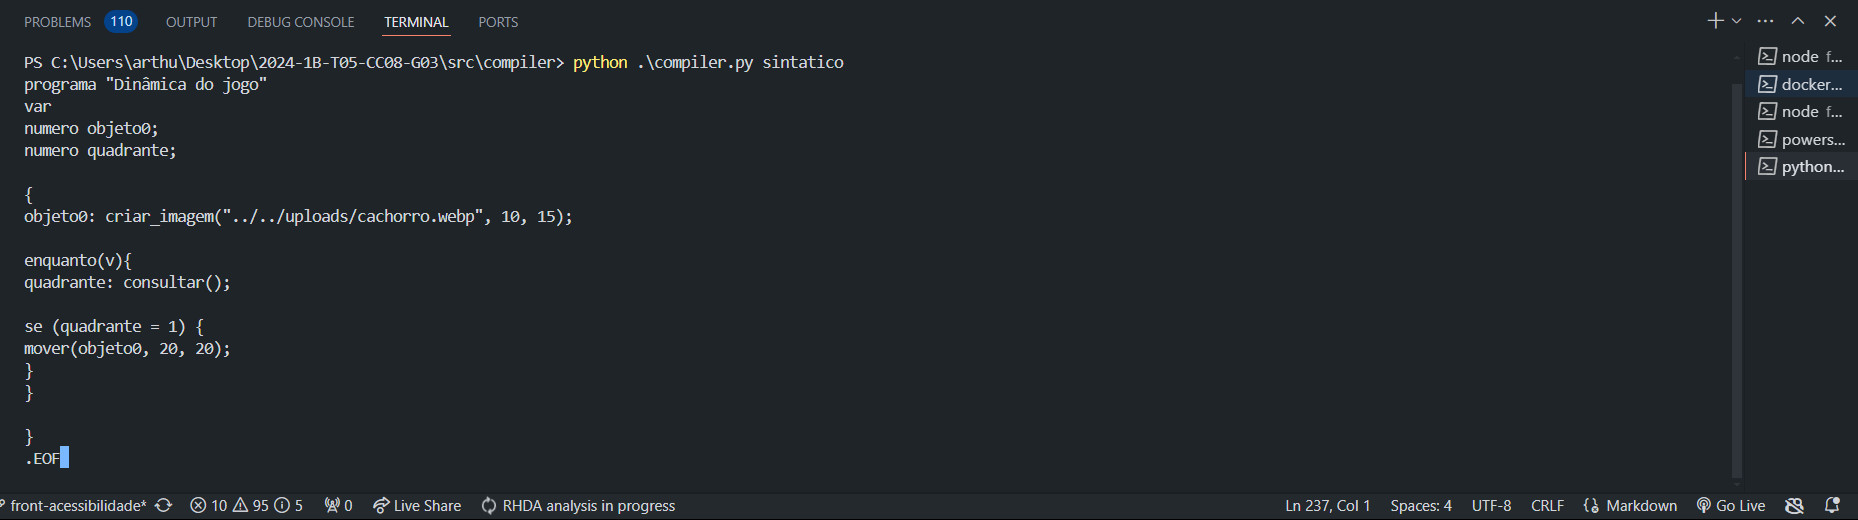 PROBLEMS 110 OUTPUT DEBUG CONSOLE TERMINAL PORTS
PS C:\Users\arthu\Desktop\2024-1B-T05-CC08-G03\src\compiler> python .\compiler.py sintatico
programa "Dinâmica do jogo"
var
numero objeto0;
numero quadrante;
{
objeto0: criar_imagem("../../uploads/cachorro.webp", 10, 15);
enquanto(v){
quadrante: consultar();
se (quadrante = 1) {
mover(objeto0, 20, 20);
}
}
}
.EOF
node f...
docker...
node f...
powers...
python...
front-acessibilidade* 10 95 5 0 Live Share RHDA analysis in progress Ln 237, Col 1 Spaces: 4 UTF-8 CRLF {} Markdown Go Live